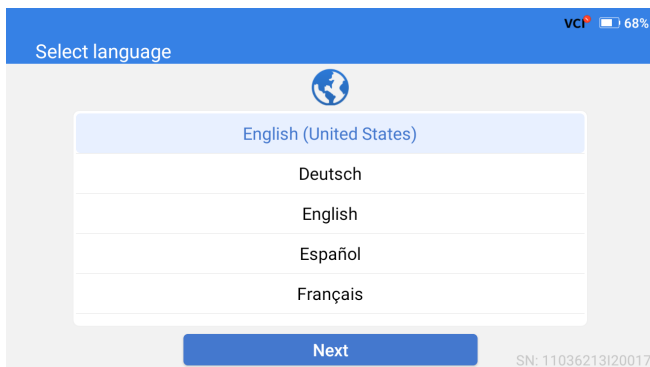 VCI 68%
Select language
English (United States)
Deutsch
English
Español
Français
Next
SN: 11036213I20017